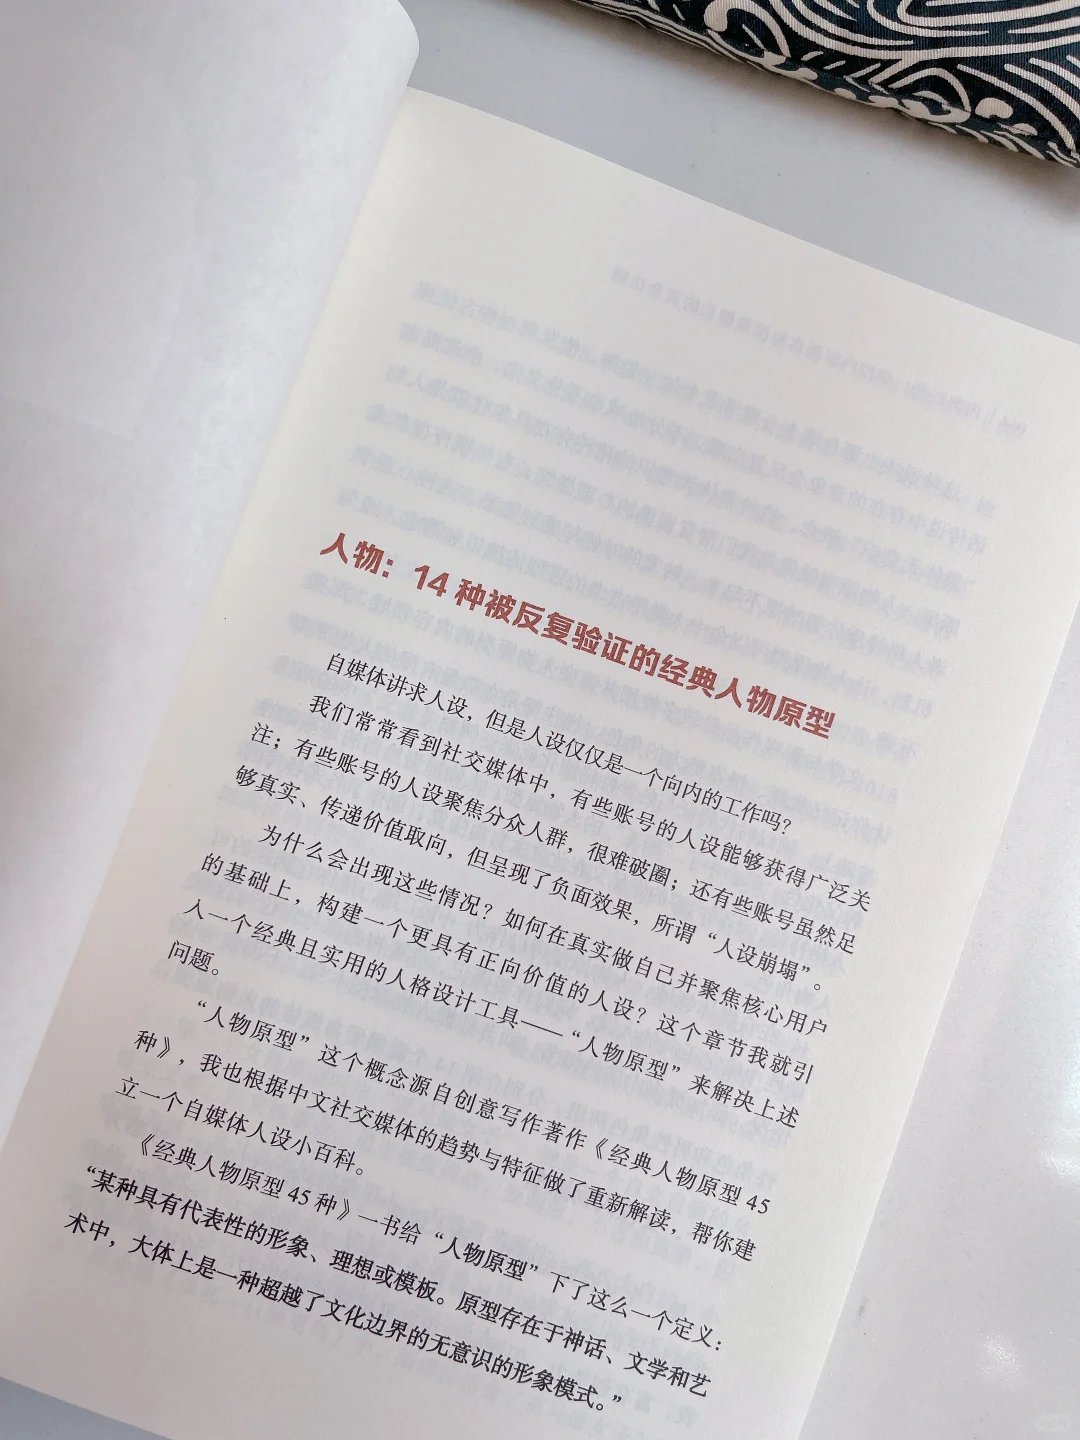 人物：14 种被反复验证的经典人物原型
自媒体讲求人设，但是人设仅仅是一个向内的工作吗？
我们常常看到社交媒体中，有些账号的人设能够获得广泛关
注；有些账号的人设聚焦分众人群，很难破圈；还有些账号虽然足
够真实、传递价值取向，但呈现了负面效果，所谓“人设崩塌”。
为什么会出现这些情况？如何在真实做自己并聚焦核心用户
的基础上，构建一个更具有正向价值的人设？这个章节我就引
人一个经典且实用的人格设计工具——“人物原型”来解决上述
问题。
“人物原型”这个概念源自创意写作著作《经典人物原型 45
种》，我也根据中文社交媒体的趋势与特征做了重新解读，帮你建
立一个自媒体人设小百科。
《经典人物原型 45 种》一书给“人物原型”下了这么一个定义：
“某种具有代表性的形象、理想或模板。原型存在于神话、文学和艺
术中，大体上是一种超越了文化边界的无意识的形象模式。”